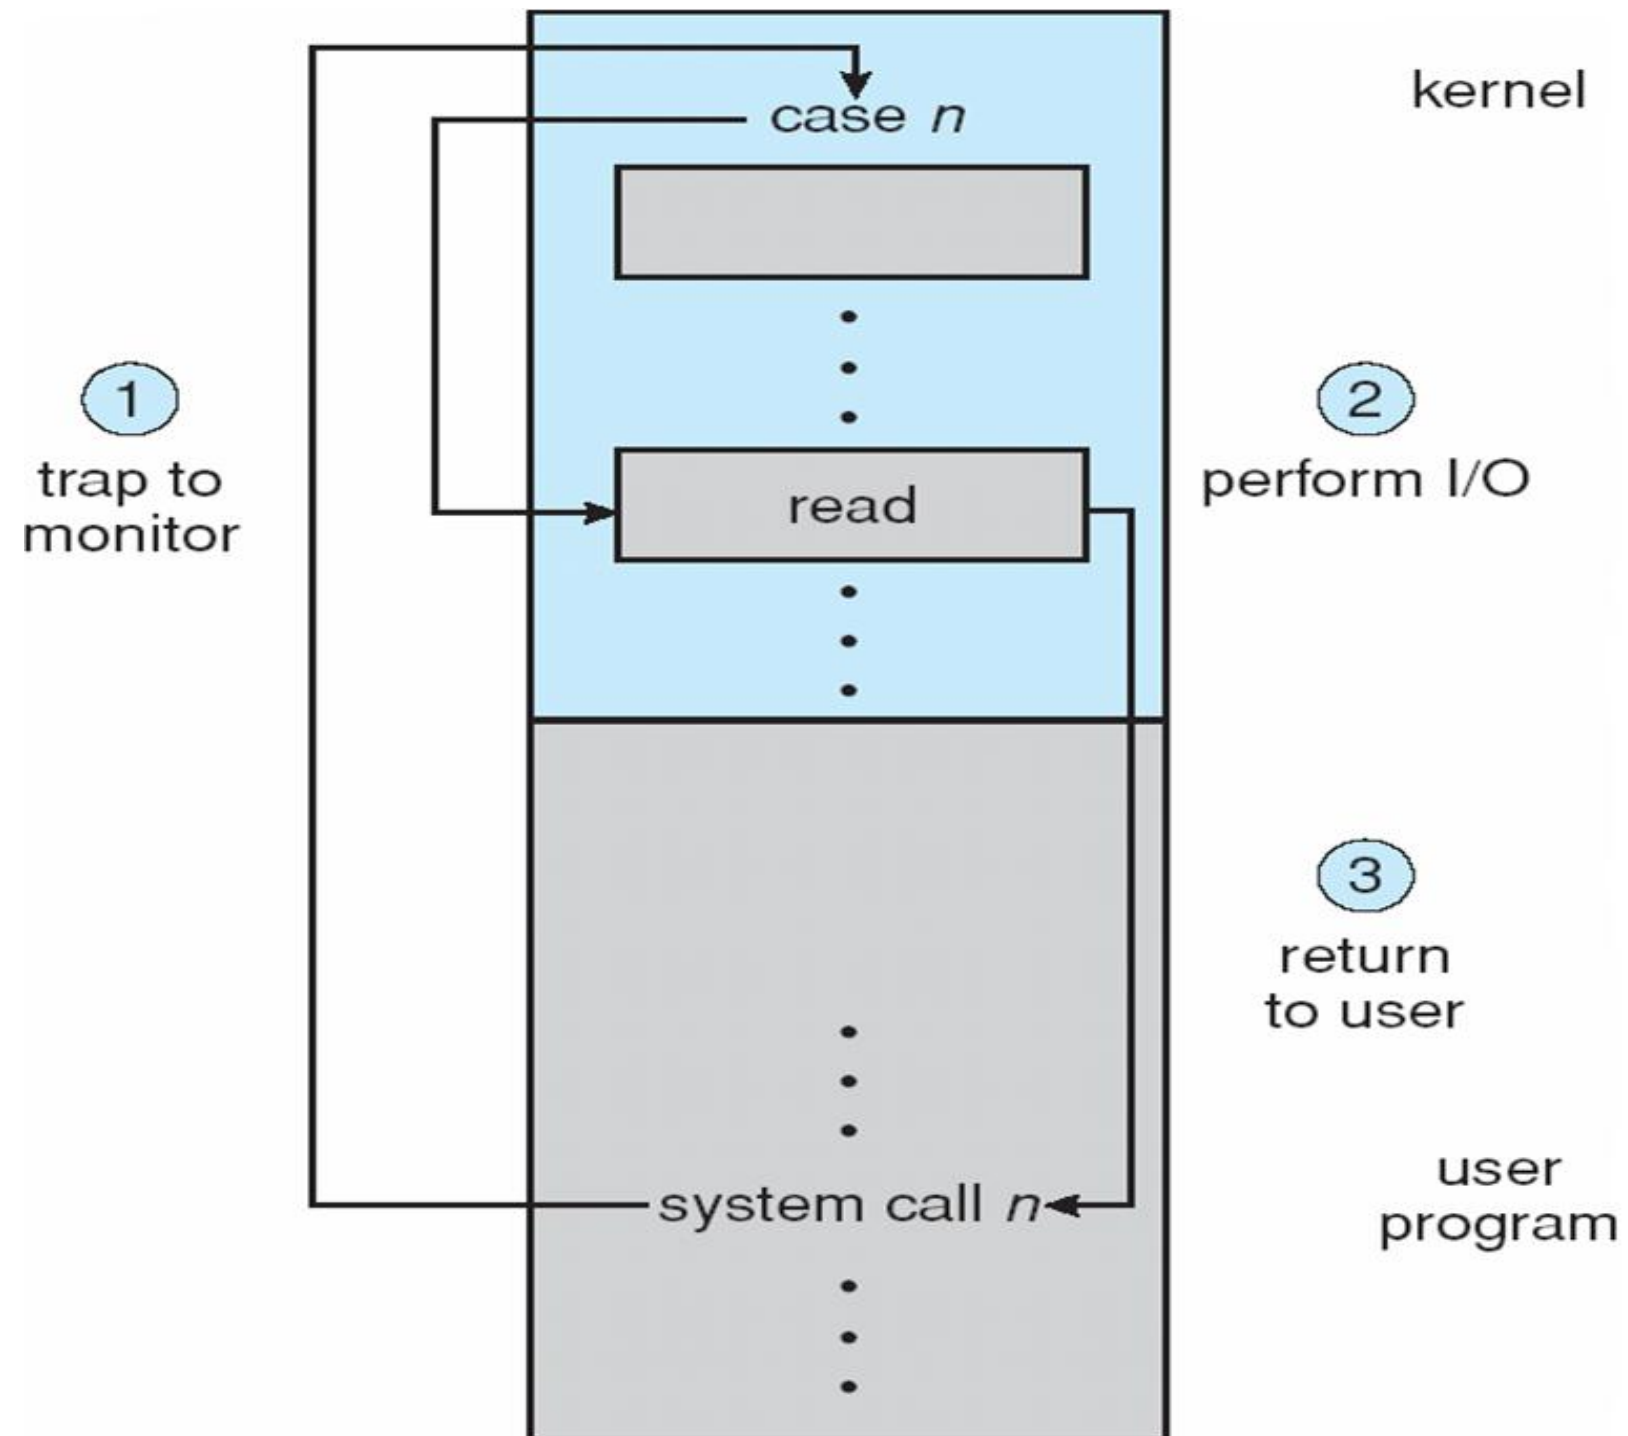 kernel
case n
1
trap to
monitor
2
perform I/O
read
3
return
to user
user
program
system call n